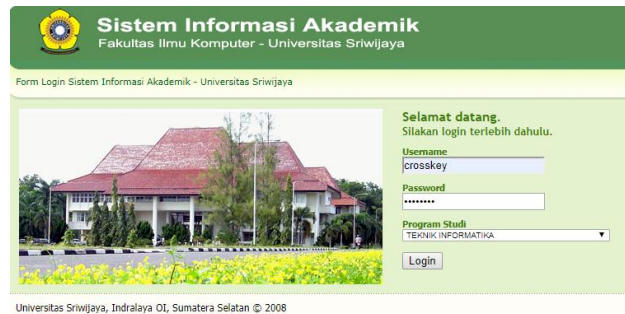 Sistem Informasi Akademik
Fakultas Ilmu Komputer - Universitas Sriwijaya
Form Login Sistem Informasi Akademik - Universitas Sriwijaya
Selamat datang.
Silakan login terlebih dahulu.
Username
crosskey
Password
••••••••
Program Studi
TEKNIK INFORMATIKA
Login
Universitas Sriwijaya, Indralaya OI, Sumatera Selatan © 2008